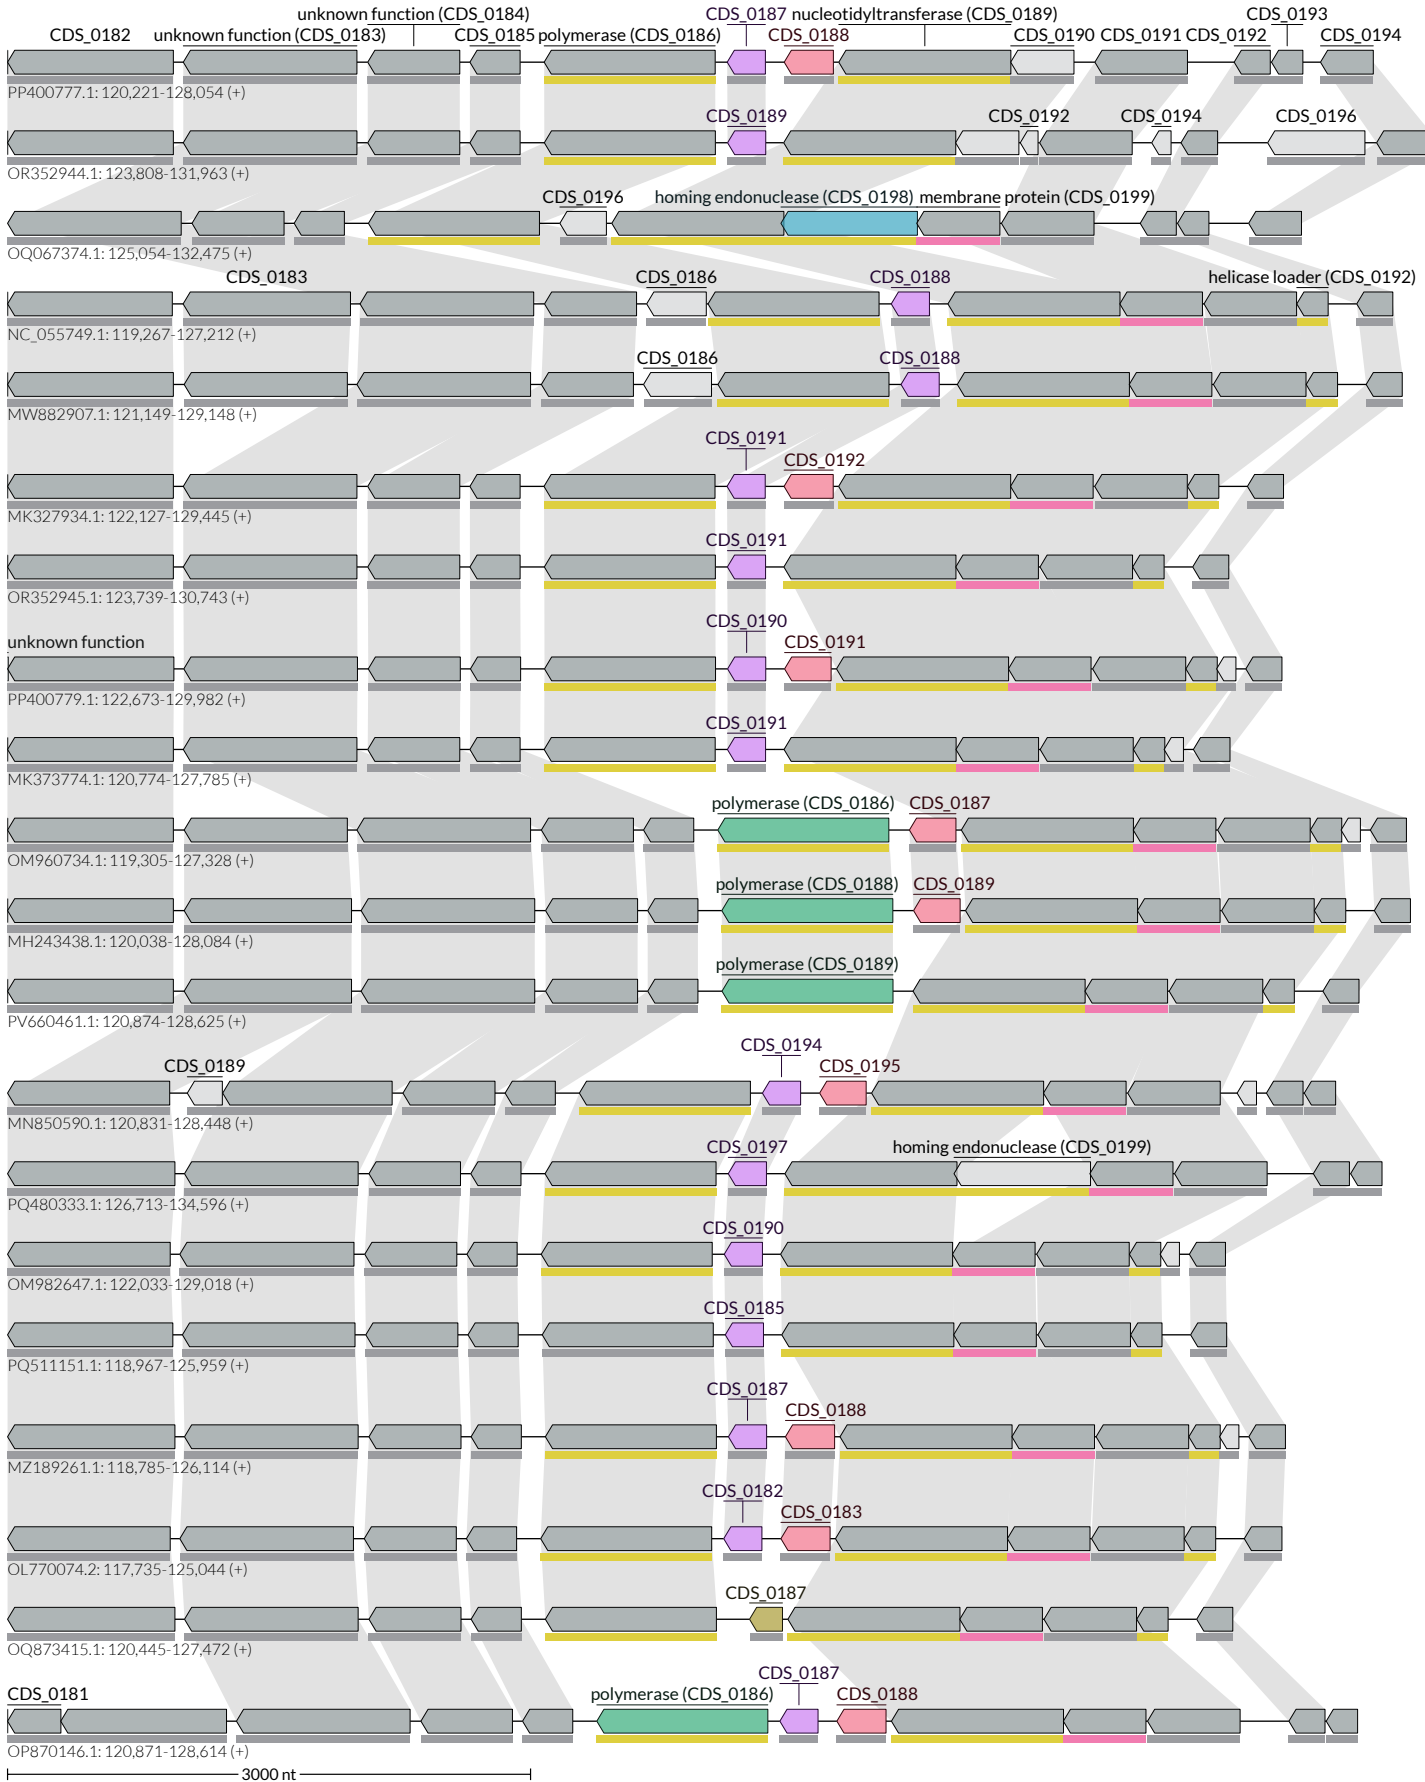 unknown function (CDS_0184) CDS_0187 nucleotidyltransferase (CDS_0189) CDS_0193
CDS_0182 unknown function (CDS_0183) CDS_0185 polymerase (CDS_0186) CDS_0188 CDS_0190 CDS_0191 CDS_0192 CDS_0194
PP400777.1: 120,221-128,054 (+)
CDS_0189 CDS_0192 CDS_0194 CDS_0196
OR352944.1: 123,808-131,963 (+)
CDS_0196 homing endonuclease (CDS_0198) membrane protein (CDS_0199)
OQ067374.1: 125,054-132,475 (+)
CDS_0183 CDS_0186 CDS_0188 helicase loader (CDS_0192)
NC_055749.1: 119,267-127,212 (+)
CDS_0186 CDS_0188
MW882907.1: 121,149-129,148 (+)
CDS_0191
CDS_0192
MK327934.1: 122,127-129,445 (+)
CDS_0191
OR352945.1: 123,739-130,743 (+)
CDS_0190
unknown function CDS_0191
PP400779.1: 122,673-129,982 (+)
CDS_0191
MK373774.1: 120,774-127,785 (+)
polymerase (CDS_0186) CDS_0187
OM960734.1: 119,305-127,328 (+)
polymerase (CDS_0188) CDS_0189
MH243438.1: 120,038-128,084 (+)
polymerase (CDS_0189)
PV660461.1: 120,874-128,625 (+)
CDS_0194
CDS_0189 CDS_0195
MN850590.1: 120,831-128,448 (+)
CDS_0197 homing endonuclease (CDS_0199)
PQ480333.1: 126,713-134,596 (+)
CDS_0190
OM982647.1: 122,033-129,018 (+)
CDS_0185
PQ511151.1: 118,967-125,959 (+)
CDS_0187
CDS_0188
MZ189261.1: 118,785-126,114 (+)
CDS_0182
CDS_0183
OL770074.2: 117,735-125,044 (+)
CDS_0187
OQ873415.1: 120,445-127,472 (+)
CDS_0187
CDS_0181 polymerase (CDS_0186) CDS_0188
OP870146.1: 120,871-128,614 (+)
3000 nt